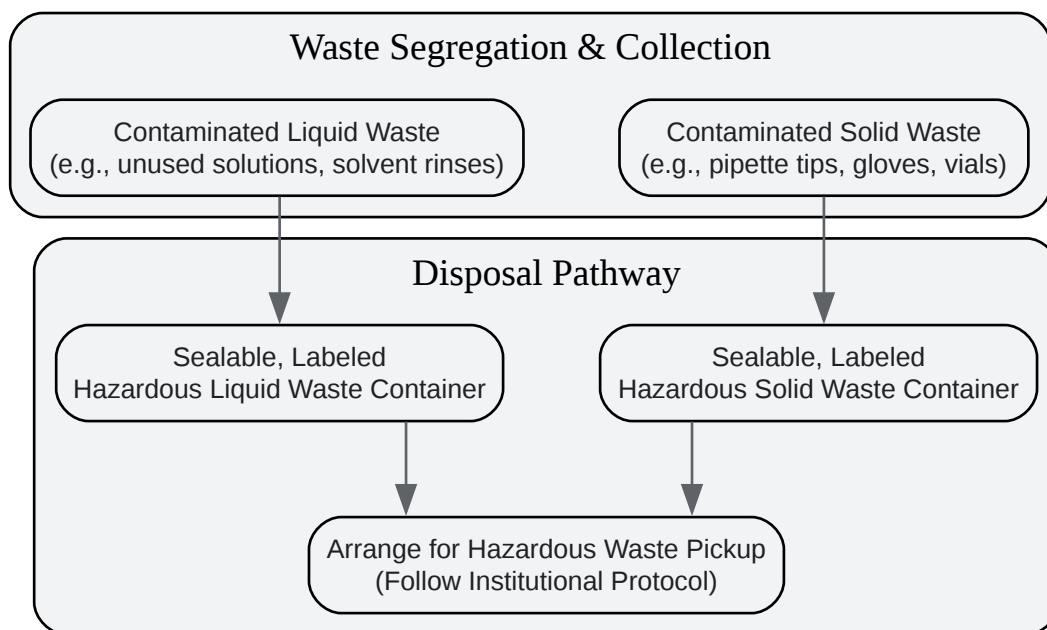 Waste Segregation & Collection
Contaminated Liquid Waste
(e.g., unused solutions, solvent rinses)
Contaminated Solid Waste
(e.g., pipette tips, gloves, vials)
Disposal Pathway
Sealable, Labeled
Hazardous Liquid Waste Container
Sealable, Labeled
Hazardous Solid Waste Container
Arrange for Hazardous Waste Pickup
(Follow Institutional Protocol)